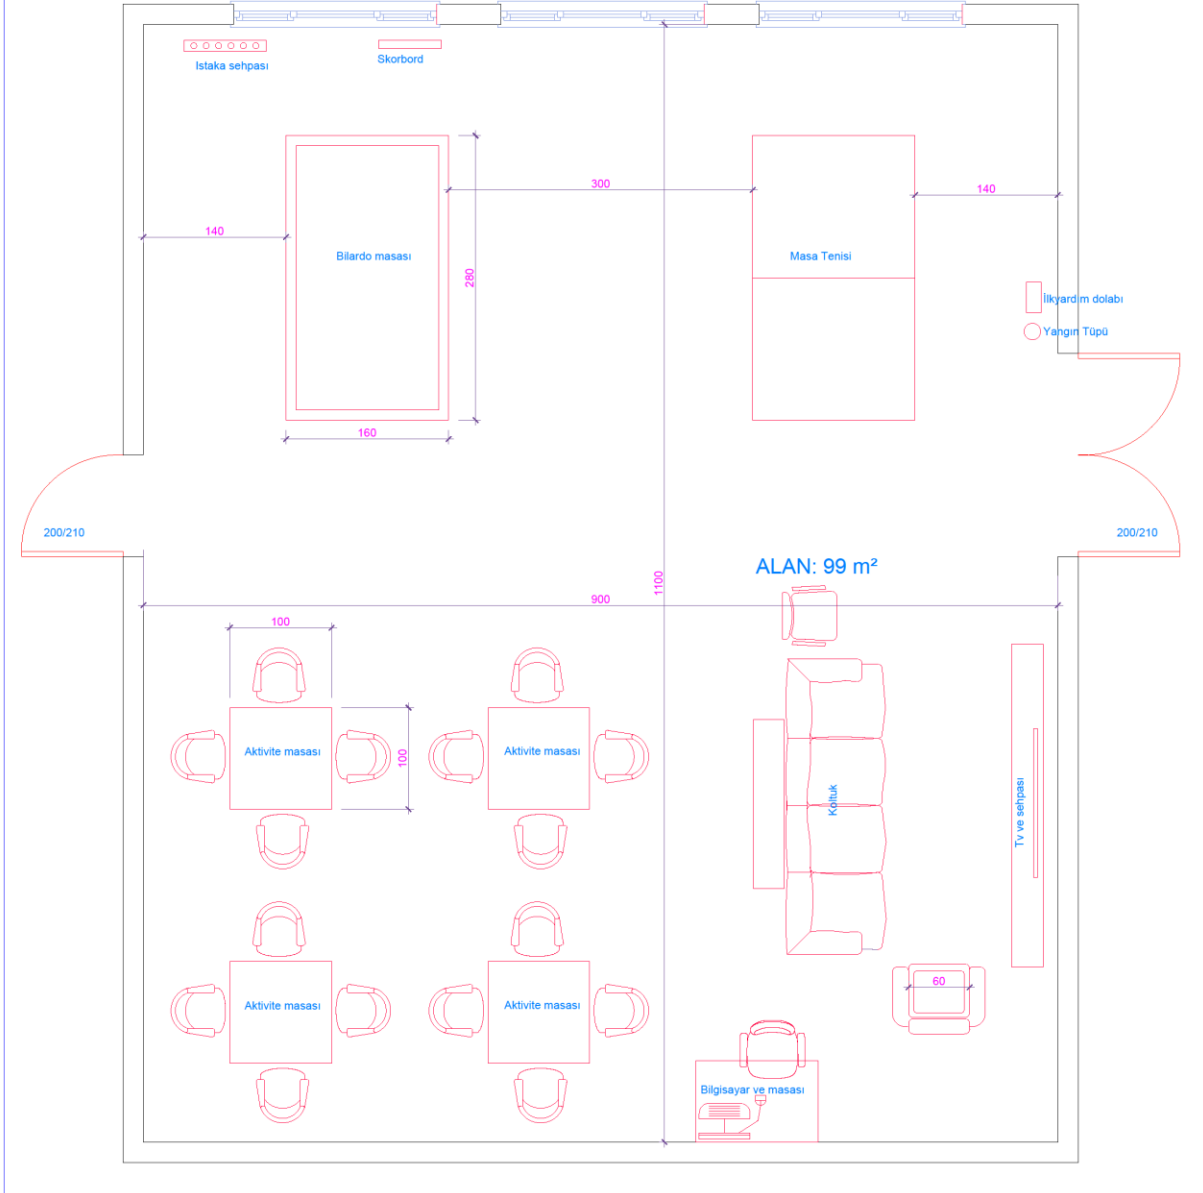 Istaka sehpası
Skorbord
300
140
140
Bilardo masası
280
Masa Tenisi
İlkyardım dolabı
Yangın Tüpü
160
200/210
200/210
ALAN: 99 m²
1100
900
100
Aktivite masası
100
Aktivite masası
Koltuk
Tv ve sehpası
60
Aktivite masası
Aktivite masası
Bilgisayar ve masası